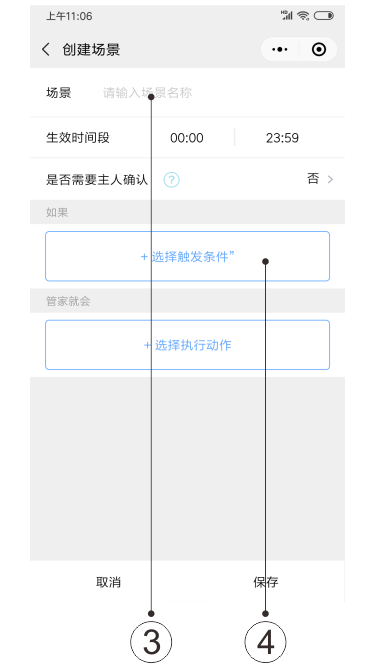 上午11:06
HD
创建场景
场景 请输入场景名称
生效时间段 00:00 23:59
是否需要主人确认 ? 否
如果
+ 选择触发条件”
管家就会
+ 选择执行动作
取消 保存
3 4